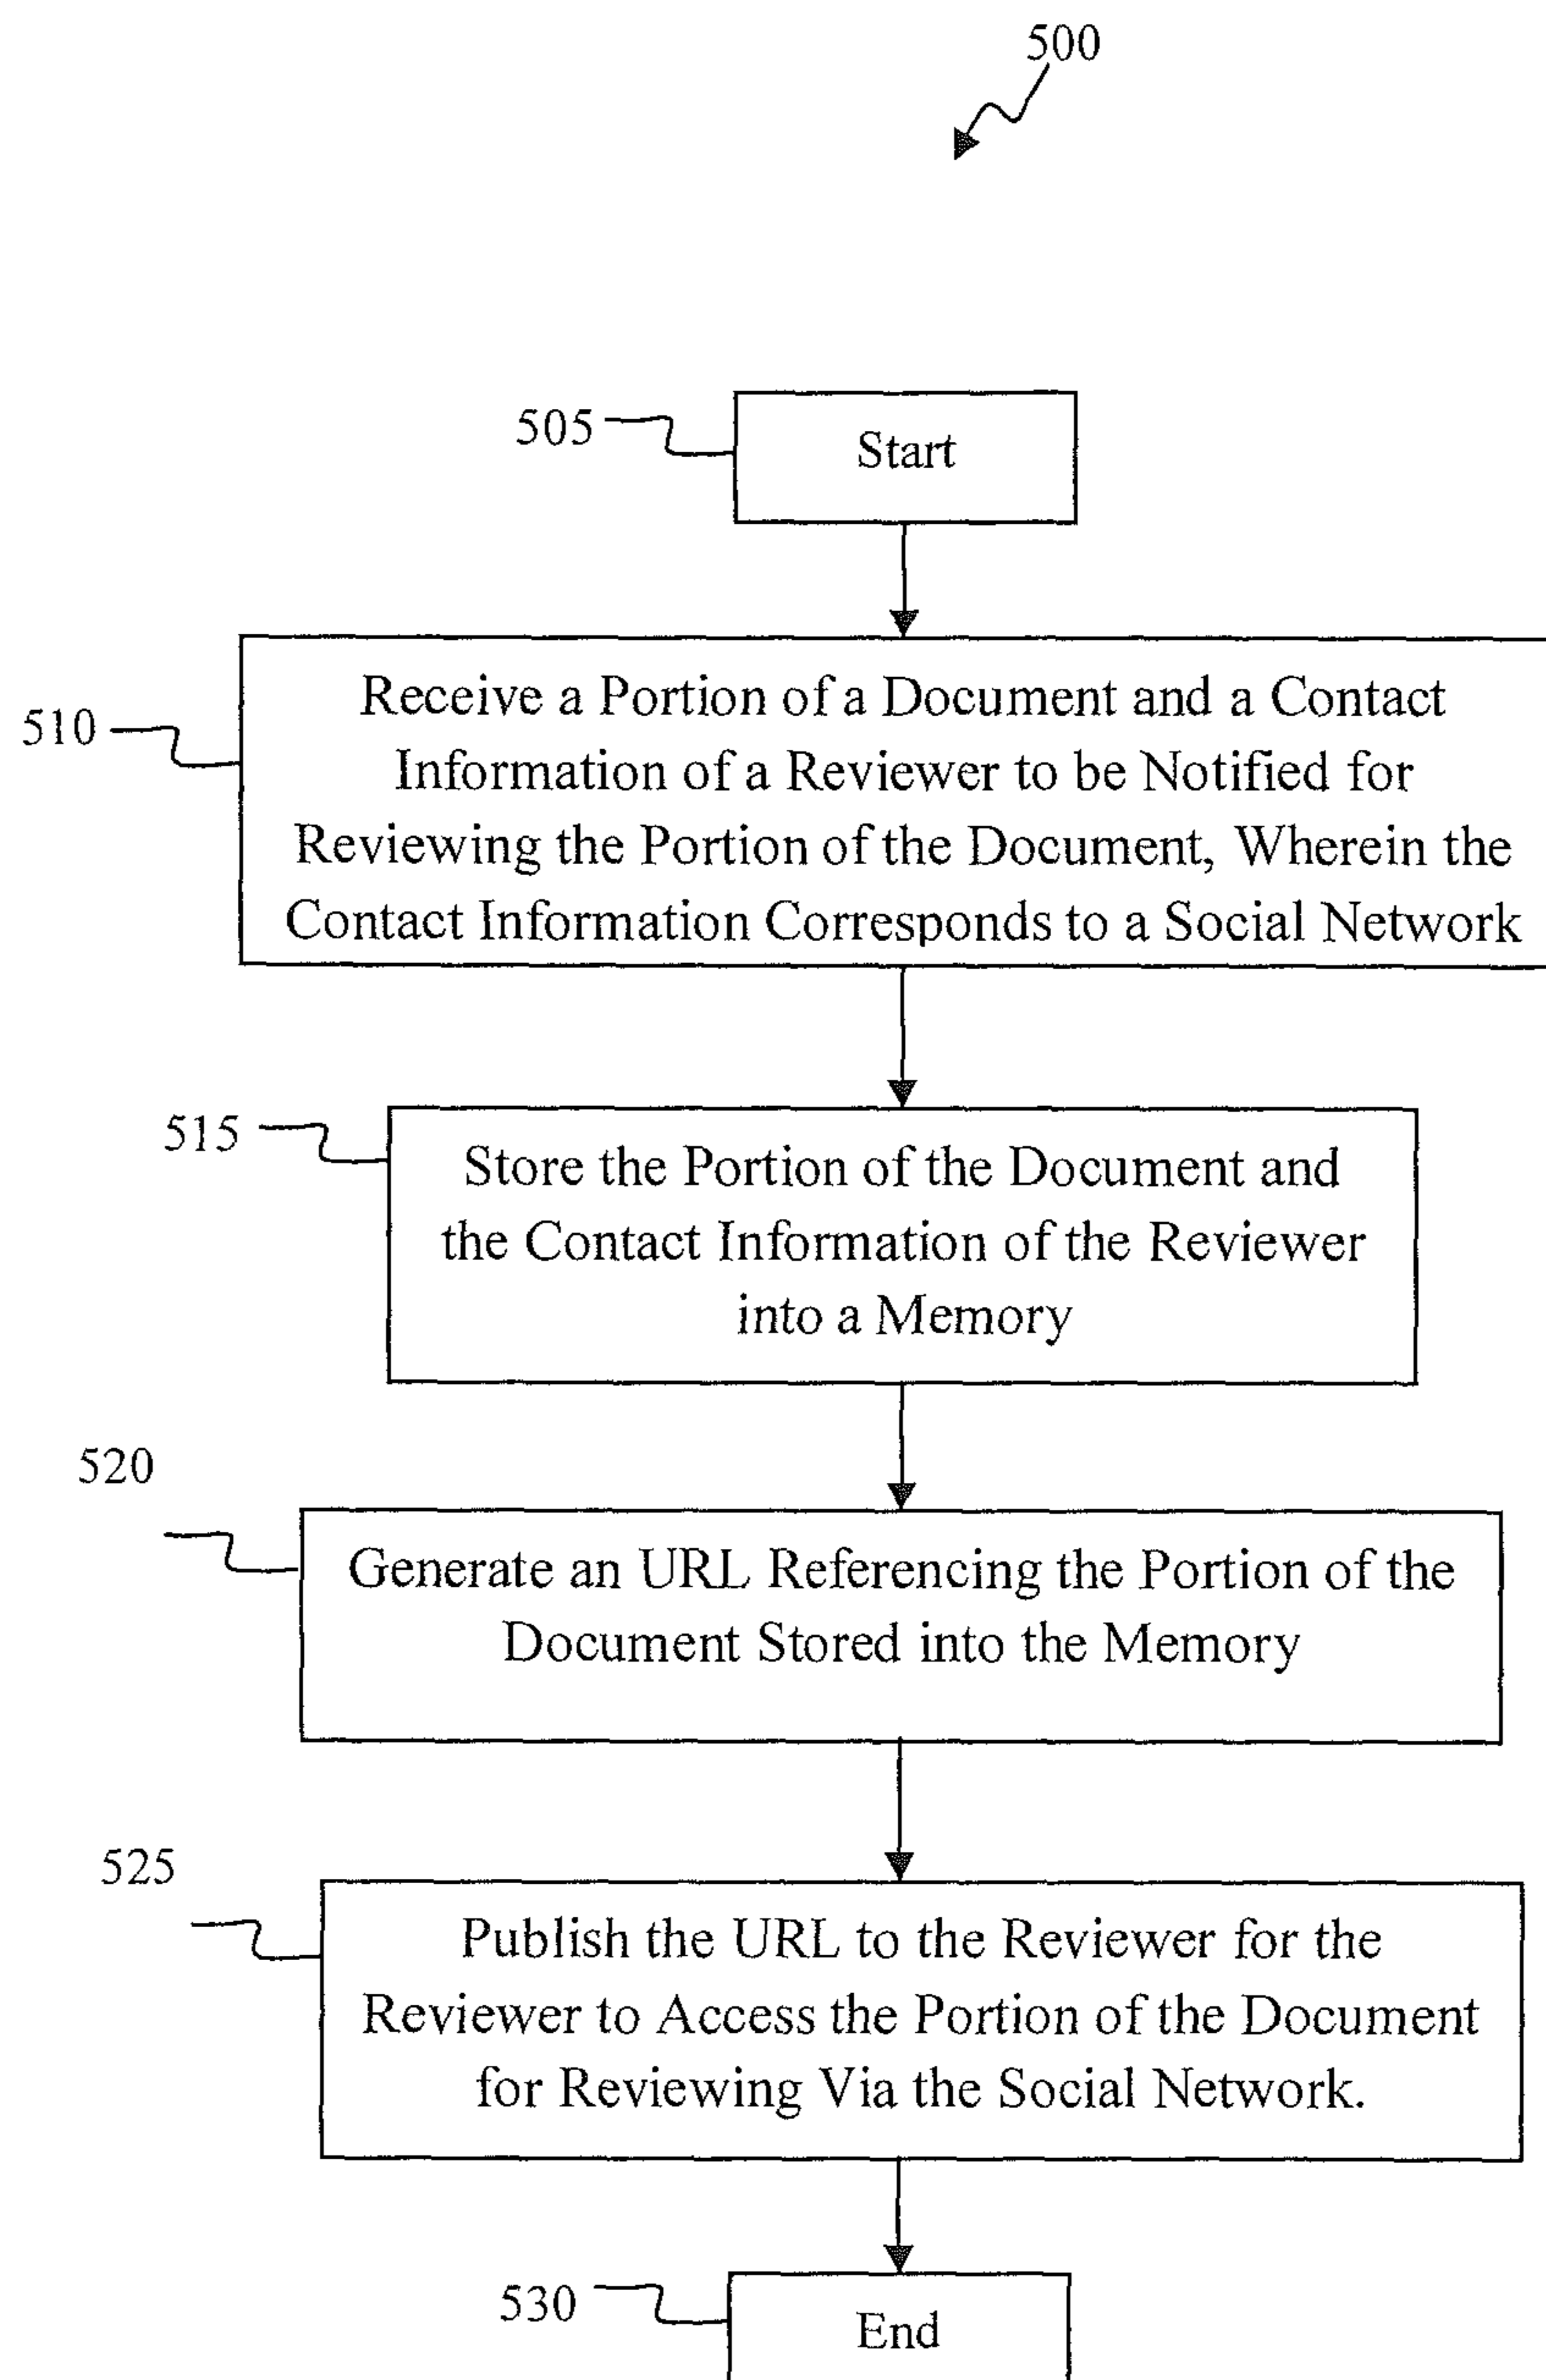 500
505
Start
510
Receive a Portion of a Document and a Contact
Information of a Reviewer to be Notified for
Reviewing the Portion of the Document, Wherein the
Contact Information Corresponds to a Social Network
515
Store the Portion of the Document and
the Contact Information of the Reviewer
into a Memory
520
Generate an URL Referencing the Portion of the
Document Stored into the Memory
525
Publish the URL to the Reviewer for the
Reviewer to Access the Portion of the Document
for Reviewing Via the Social Network.
530
End